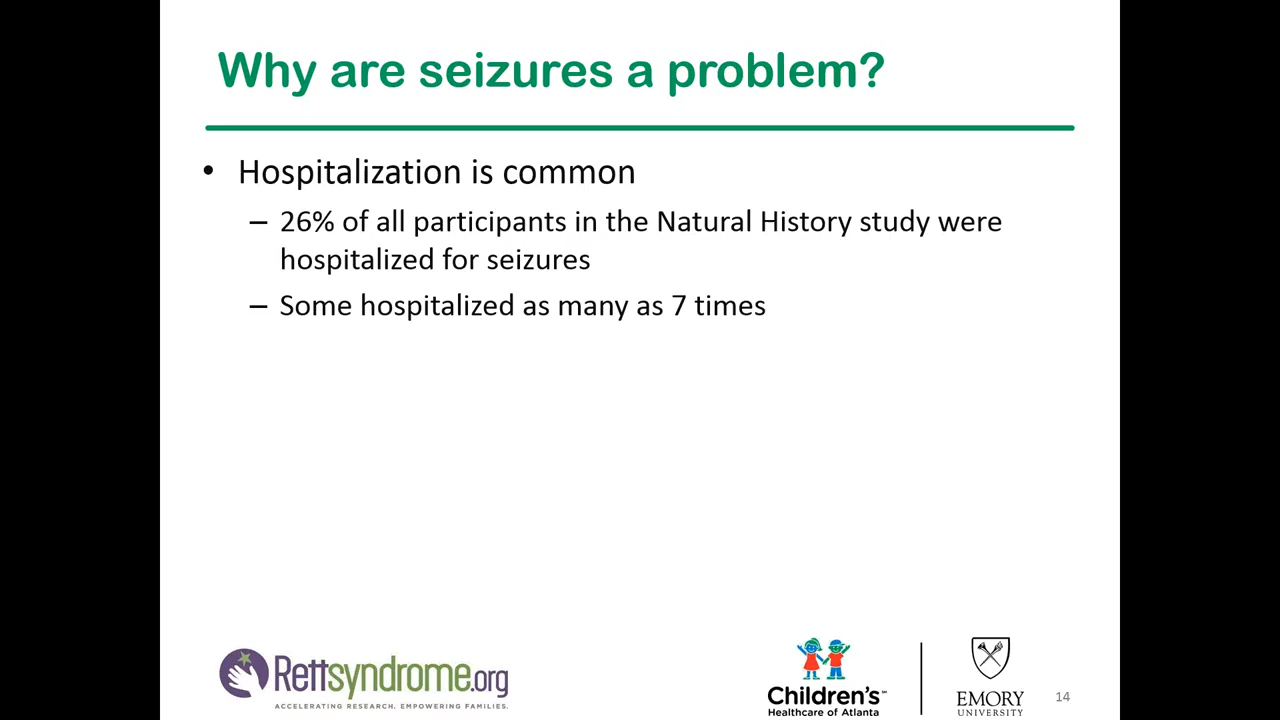 Why are seizures a problem?
• Hospitalization is common
– 26% of all participants in the Natural History study were
hospitalized for seizures
– Some hospitalized as many as 7 times
Rettsyndrome.org
ACCELERATING RESEARCH. EMPOWERING FAMILIES.
Children's™
Healthcare of Atlanta
EMORY
UNIVERSITY
14